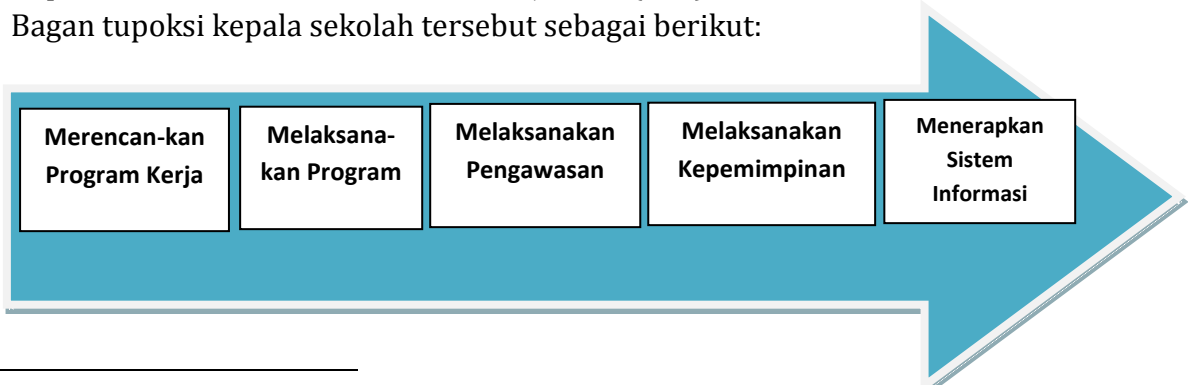 Bagan tupoksi kepala sekolah tersebut sebagai berikut:
Merencan-kan
Program Kerja
Melaksana-
kan Program
Melaksanakan
Pengawasan
Melaksanakan
Kepemimpinan
Menerapkan
Sistem
Informasi